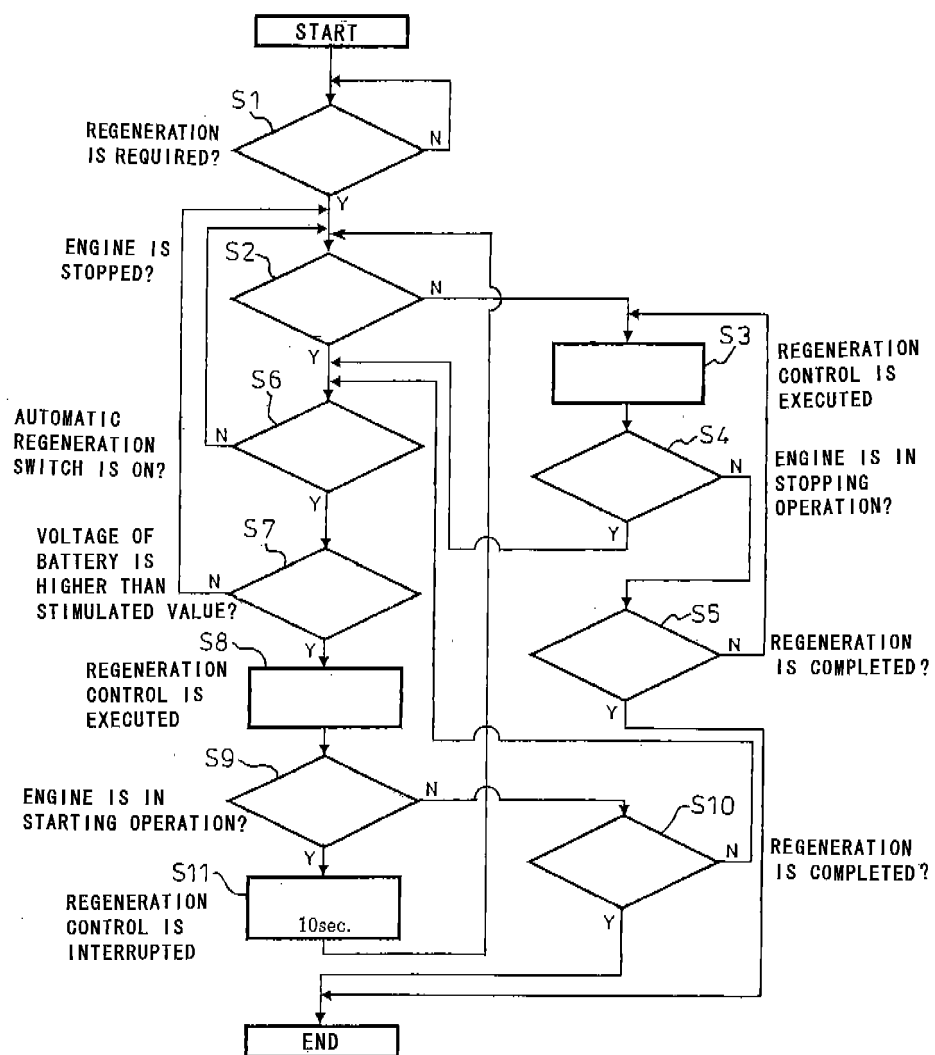 START
S1
REGENERATION
IS REQUIRED?
N
Y
ENGINE IS
STOPPED?
S2
N
Y
S3
REGENERATION
CONTROL IS
EXECUTED
S6
AUTOMATIC
REGENERATION
SWITCH IS ON?
N
Y
S4
N
ENGINE IS IN
STOPPING
OPERATION?
Y
S7
VOLTAGE OF
BATTERY IS
HIGHER THAN
STIMULATED VALUE?
N
Y
S5
N
REGENERATION
IS COMPLETED?
Y
S8
REGENERATION
CONTROL IS
EXECUTED
S9
ENGINE IS IN
STARTING OPERATION?
N
Y
S10
N
REGENERATION
IS COMPLETED?
Y
S11
REGENERATION
CONTROL IS
INTERRUPTED
10sec.
END